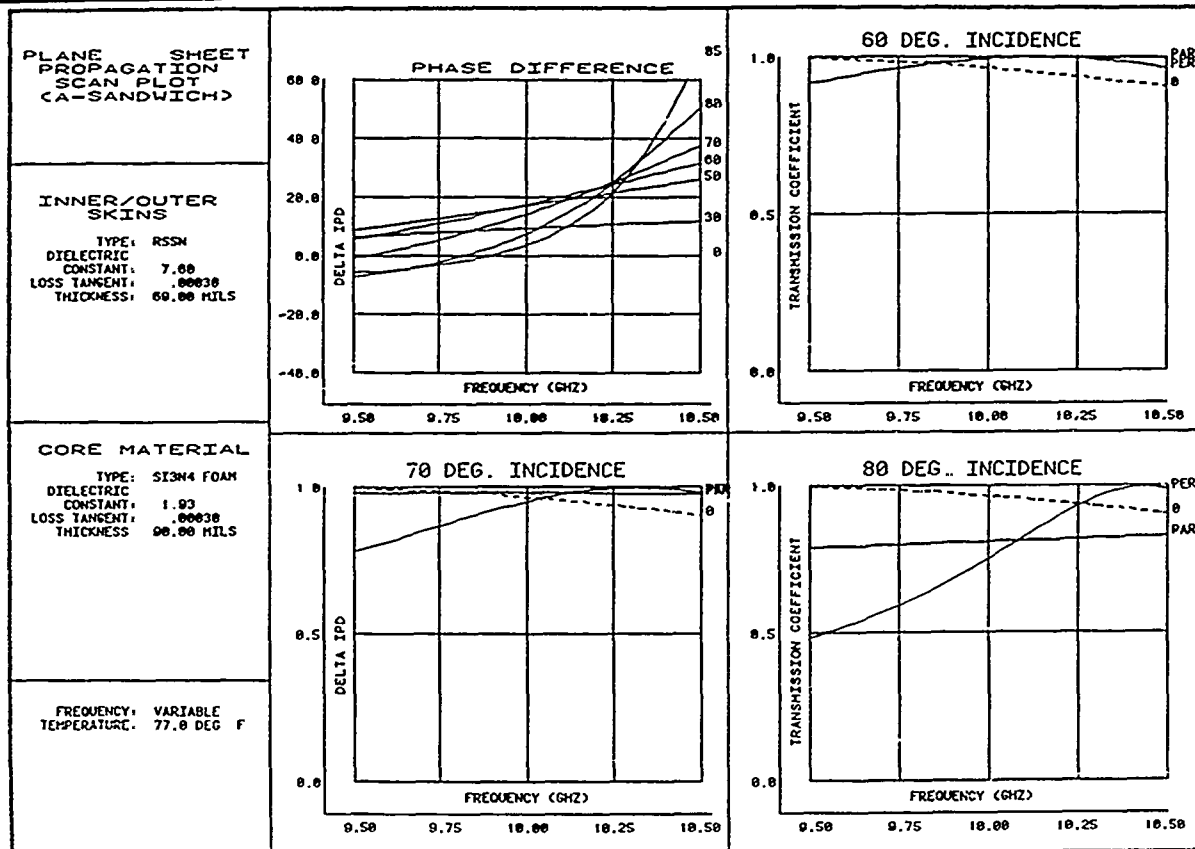 PLANE SHEET
PROPAGATION
SCAN PLOT
(A-SANDWICH)
INNER/OUTER
SKINS
TYPE: RSSN
DIELECTRIC
CONSTANT: 7.60
LOSS TANGENT: .00030
THICKNESS: 69.00 MILS
CORE MATERIAL
TYPE: SI3N4 FOAM
DIELECTRIC
CONSTANT: 1.93
LOSS TANGENT: .00030
THICKNESS 90.00 MILS
FREQUENCY: VARIABLE
TEMPERATURE. 77.0 DEG F
PHASE DIFFERENCE
60 0
40 0
20.0
0.0
-20.0
-40.0
DELTA IPD
85
80
70
60
50
30
0
FREQUENCY (GHZ)
9.50 9.75 10.00 10.25 10.50
60 DEG. INCIDENCE
1.0
0.5
0.0
TRANSMISSION COEFFICIENT
PAR
PER
0
FREQUENCY (GHZ)
9.50 9.75 10.00 10.25 10.50
70 DEG. INCIDENCE
1.0
0.5
0.0
DELTA IPD
0
FREQUENCY (GHZ)
9.50 9.75 10.00 10.25 10.50
80 DEG.. INCIDENCE
1.0
0.5
0.0
TRANSMISSION COEFFICIENT
PER
0
PAR
FREQUENCY (GHZ)
9.50 9.75 10.00 10.25 10.50